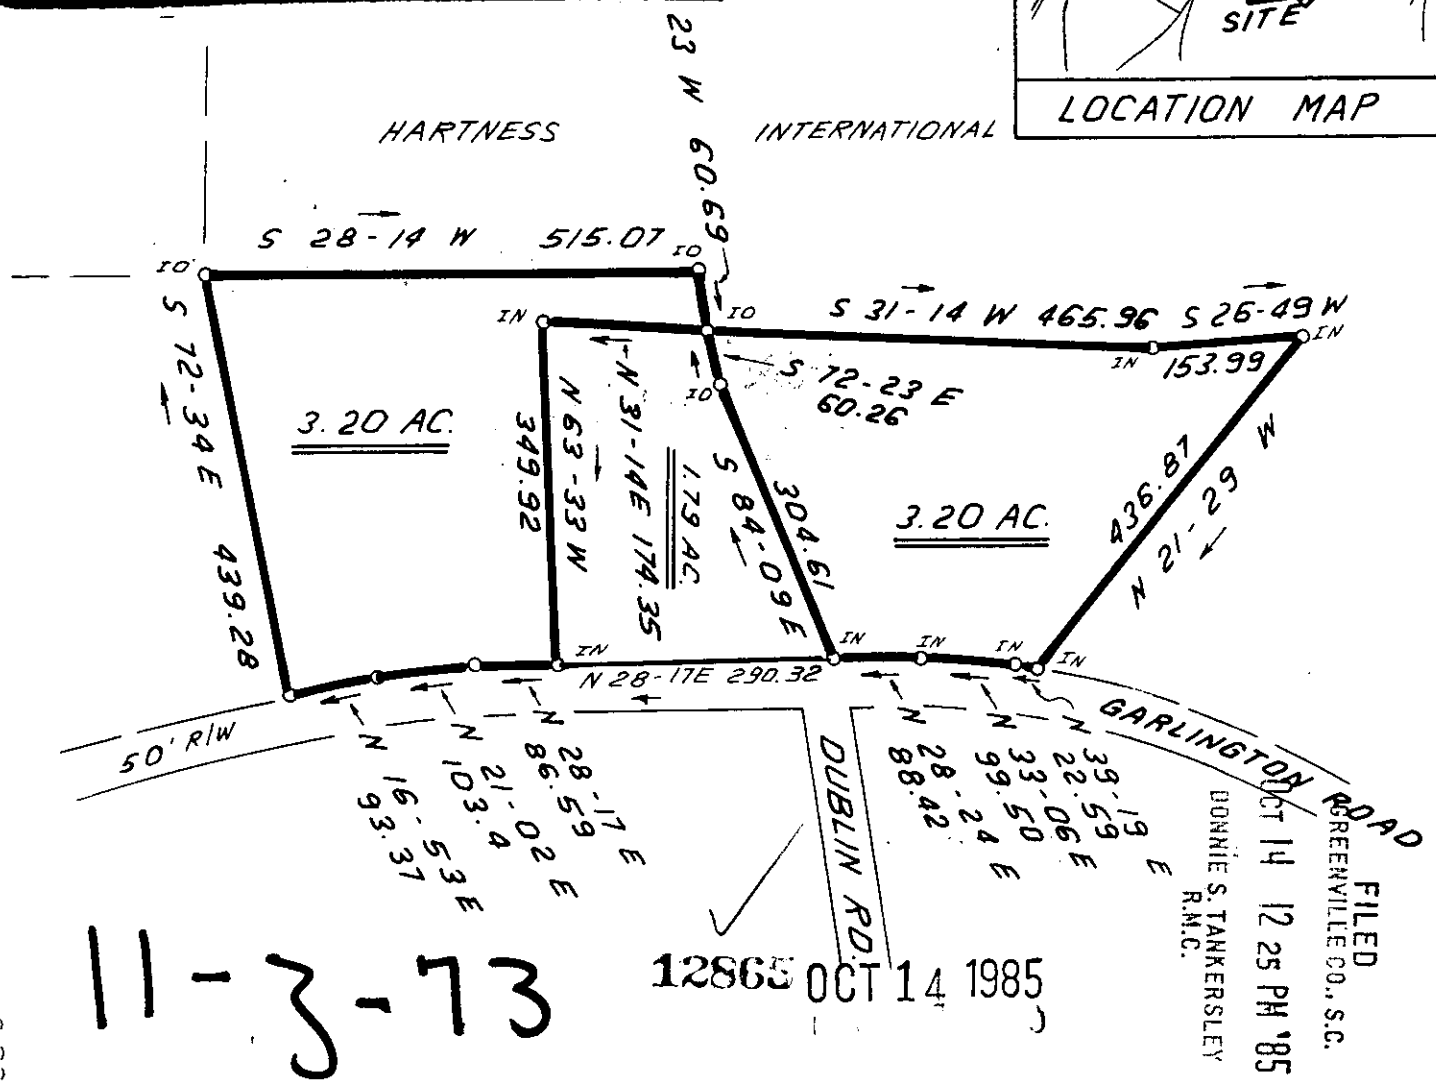 SITE
LOCATION MAP
HARTNESS INTERNATIONAL
23 W 60.69
S 28-14 W 515.07
IO
IO
IO
IN
S 31-14 W 465.96
S 26-49 W
153.99
IN
IN
S 72-23 E
60.26
IO
S 72-34 E 439.28
3.20 AC.
N 63-33 W
349.92
N 31-14E 174.35
1.79 AC.
S 84-09 E
304.61
3.20 AC.
436.87
N 21-29 W
IN
IN
IN
IN
IN
N 28-17E 290.32
50' R/W
GARLINGTON ROAD
DUBLIN RD.
N 16-53 E
93.37
N 21-02 E
103.4
N 28-17 E
86.59
N 28-24 E
88.42
N 33-06 E
99.50
N 39-19 E
22.59
FILED
GREENVILLE CO., S.C.
OCT 14 12 25 PM '85
DONNIE S. TANKERSLEY
R.M.C.
11-3-73
12865 OCT 14 1985